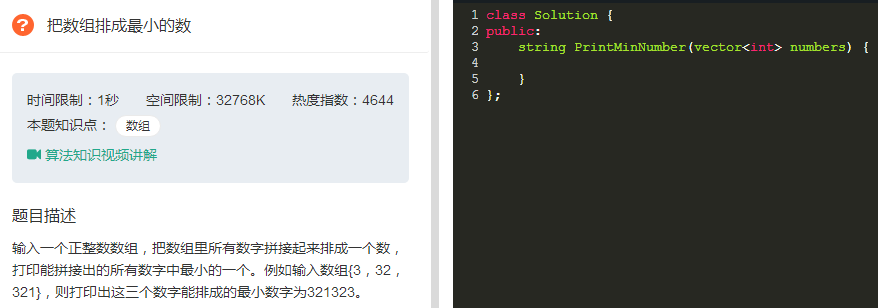 ? 把数组排成最小的数
时间限制：1秒 空间限制：32768K 热度指数：4644
本题知识点： 数组
算法知识视频讲解
题目描述
输入一个正整数数组，把数组里所有数字拼接起来排成一个数，
打印能拼接出的所有数字中最小的一个。例如输入数组{3，32，
321}，则打印出这三个数字能排成的最小数字为321323。
1 class Solution {
2 public:
3     string PrintMinNumber(vector<int> numbers) {
4
5     }
6 };